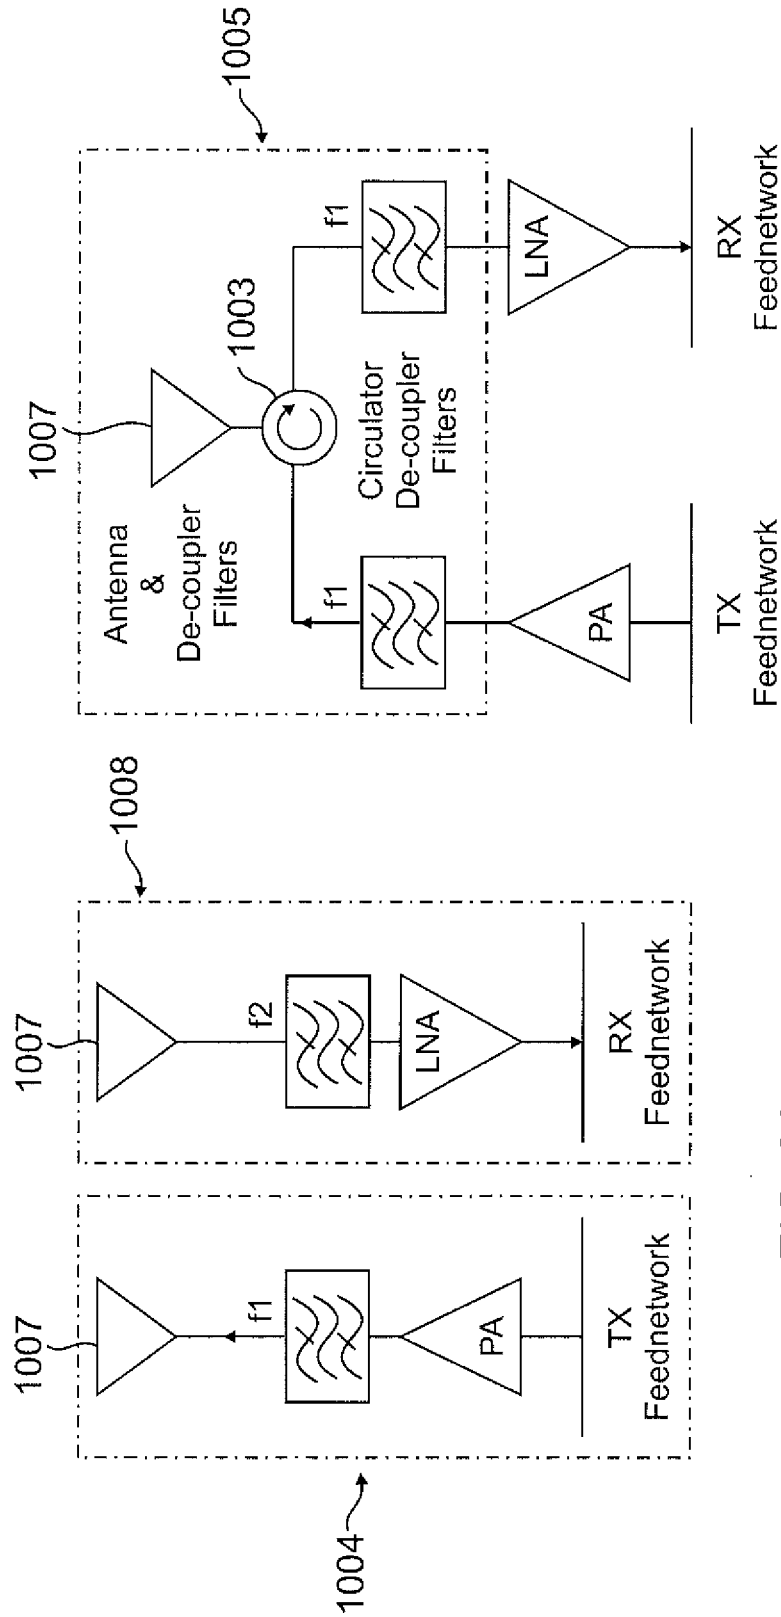 1004
1007
f1
PA
TX
Feednetwork
1007
1008
f2
LNA
RX
Feednetwork
1007
1005
Antenna
&
De-coupler
Filters
1003
f1
f1
Circulator
De-coupler
Filters
PA
LNA
TX
Feednetwork
RX
Feednetwork